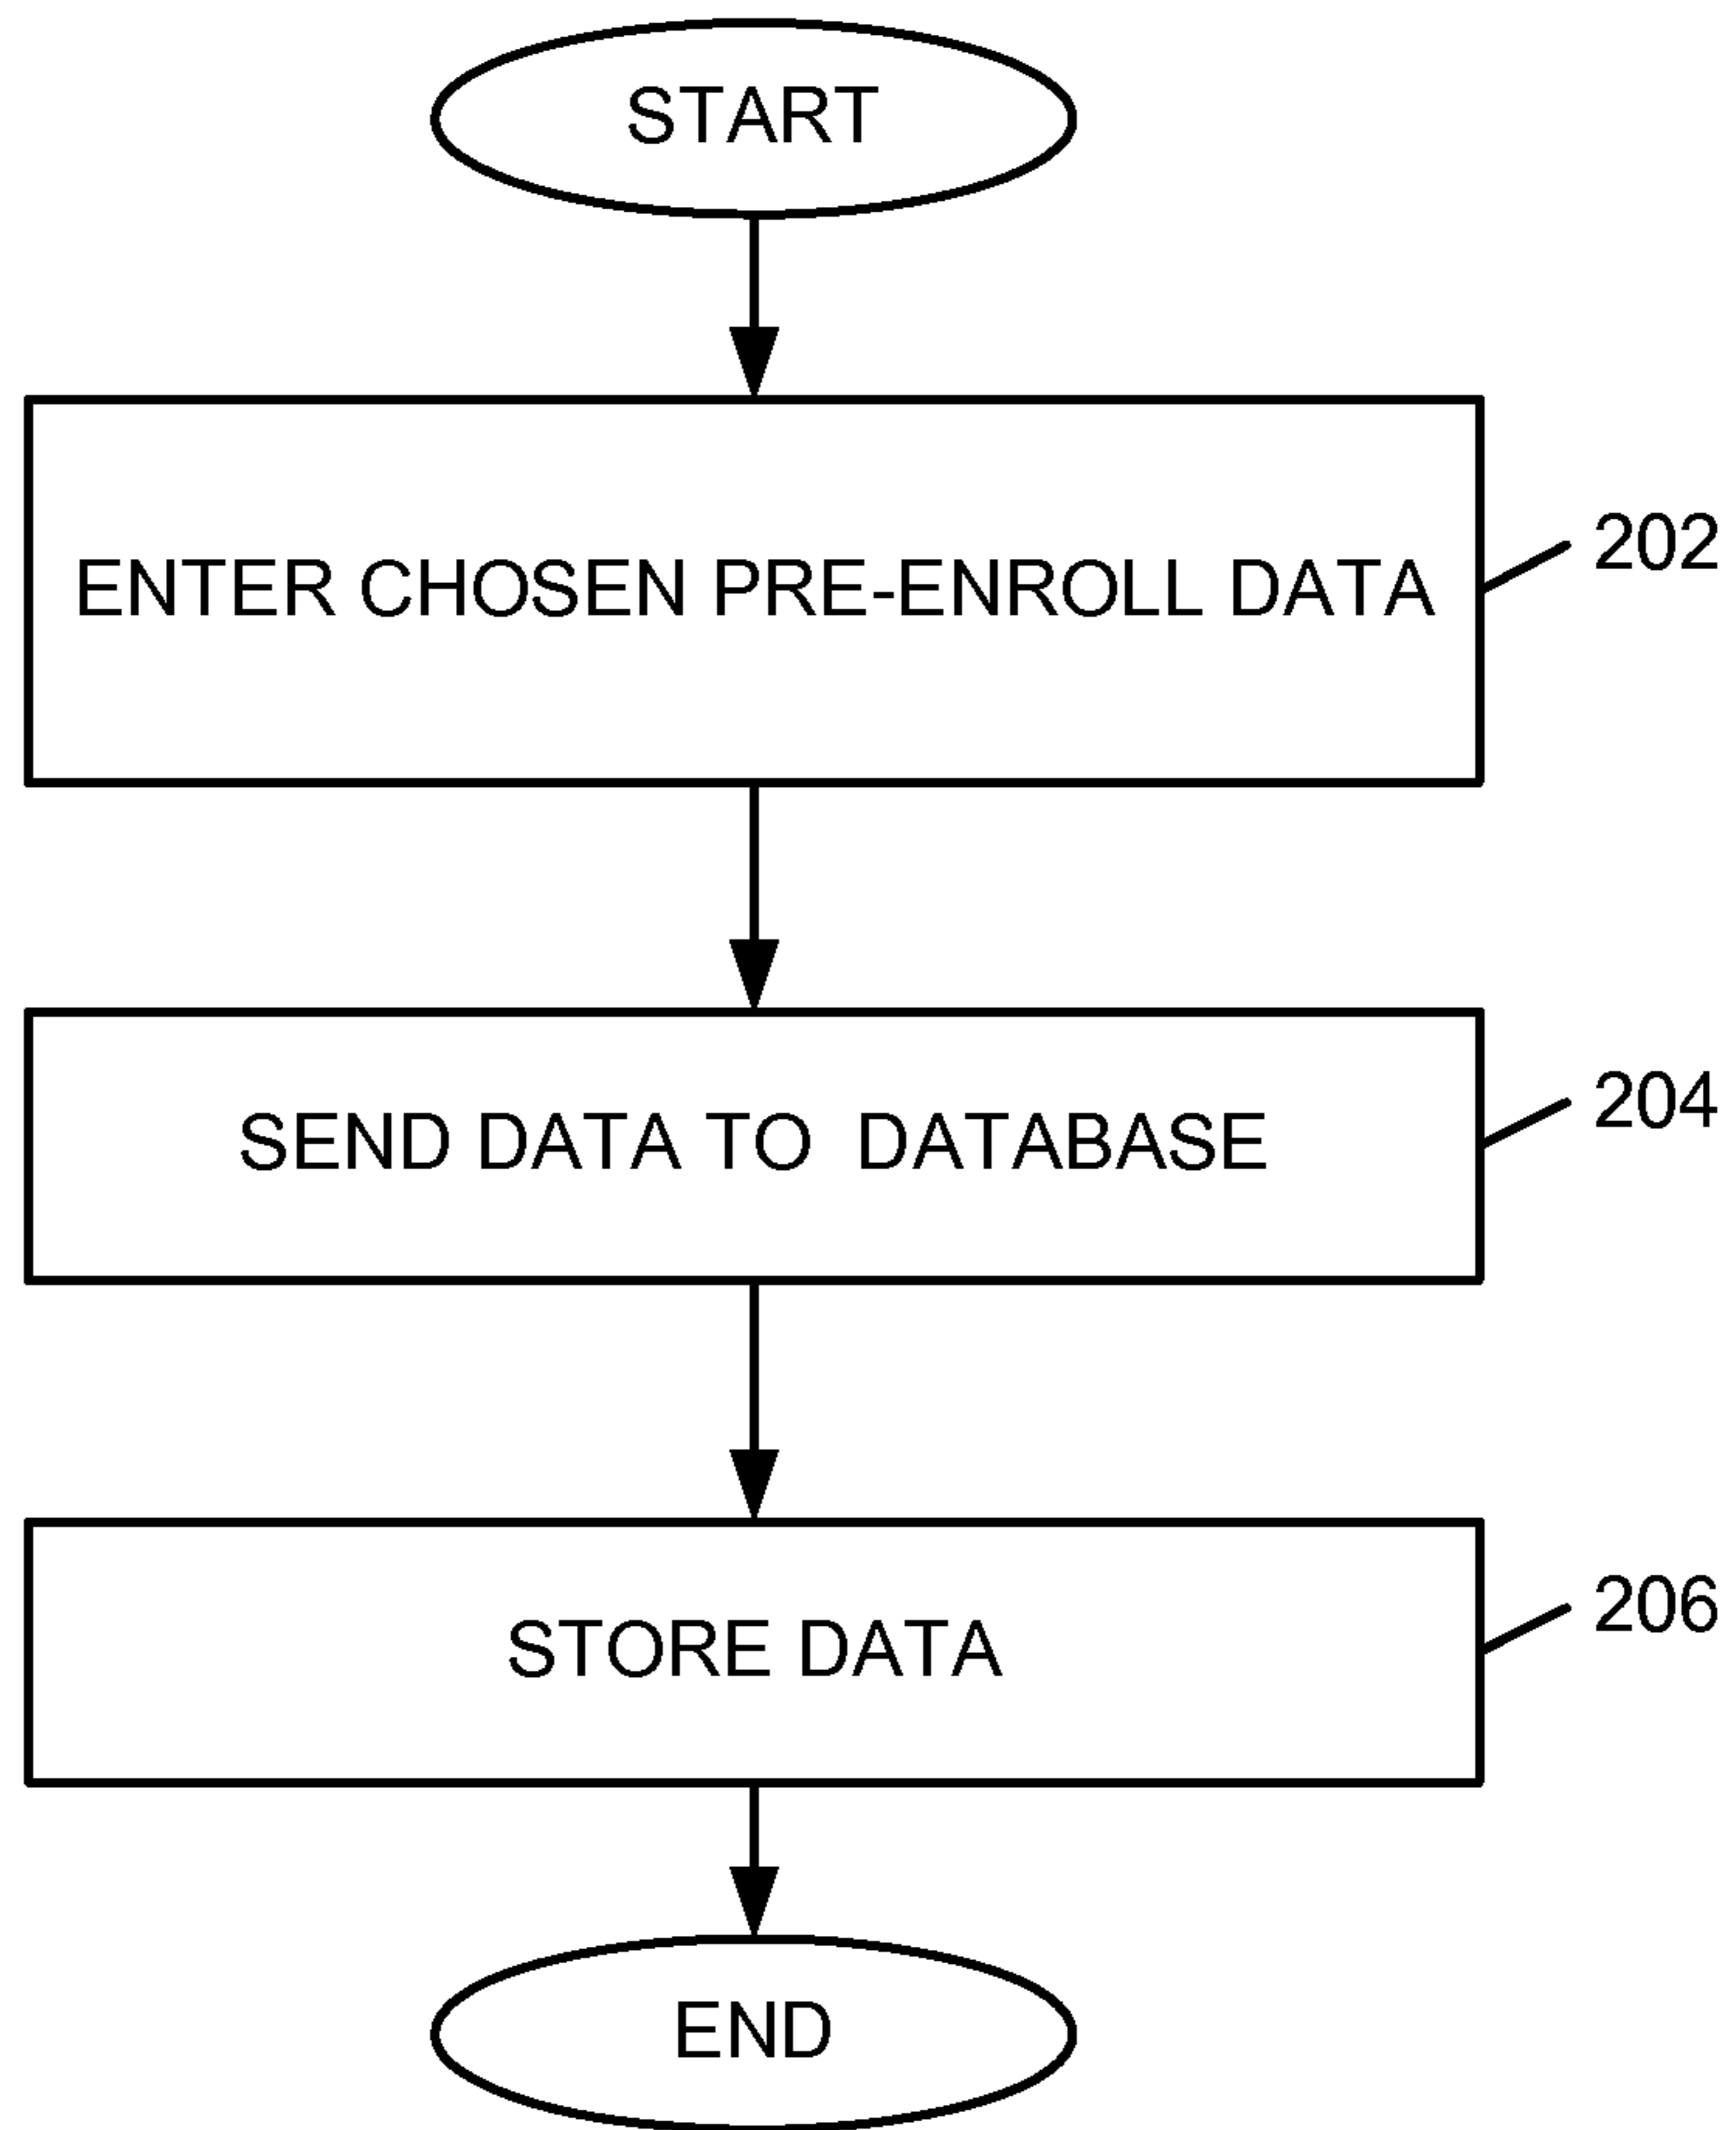 START
ENTER CHOSEN PRE-ENROLL DATA
202
SEND DATA TO DATABASE
204
STORE DATA
206
END